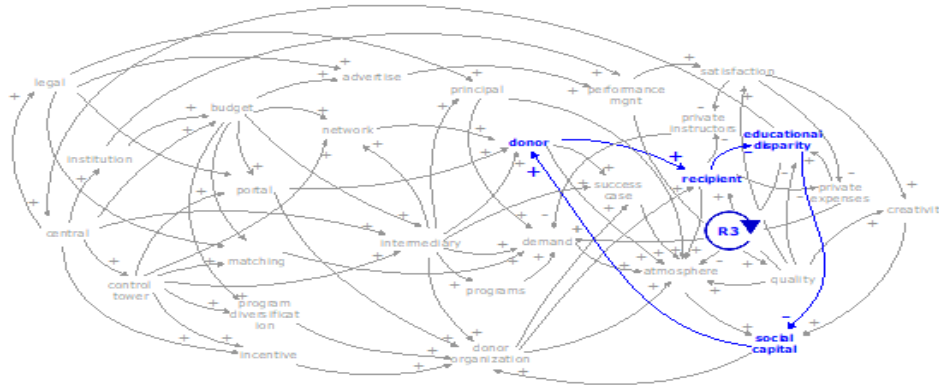 legal
advertise
principal
satisfaction
performance
mgnt
budget
private
instructors
network
donor
educational
disparity
institution
portal
success
case
recipient
private
expenses
creativit
central
intermediary
demand
R3
matching
atmosphere
control
tower
programs
quality
program
diversificat
ion
incentive
donor
organization
social
capital